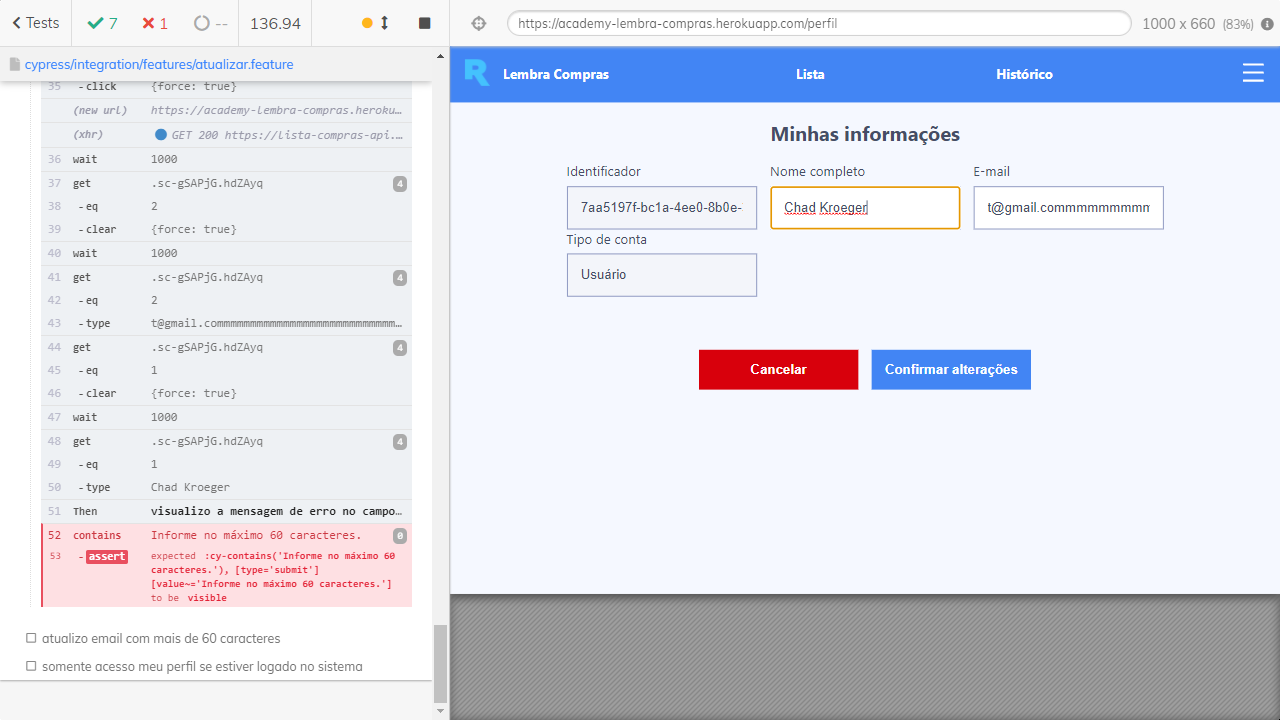 Tests
7
1
--
136.94
https://academy-lembra-compras.herokuapp.com/perfil
1000 x 660 (83%)
cypress/integration/features/atualizar.feature
35 - click {force: true}
(new url) https://academy-lembra-compras.heroku…
(xhr) GET 200 https://lista-compras-api.…
36 wait 1000
37 get .sc-gSAPjG.hdZAyq 4
38 - eq 2
39 - clear {force: true}
40 wait 1000
41 get .sc-gSAPjG.hdZAyq 4
42 - eq 2
43 - type t@gmail.commmmmmmmmmmmmmmmmmmmmmmmmmmm…
44 get .sc-gSAPjG.hdZAyq 4
45 - eq 1
46 - clear {force: true}
47 wait 1000
48 get .sc-gSAPjG.hdZAyq 4
49 - eq 1
50 - type Chad Kroeger
51 Then visualizo a mensagem de erro no campo…
52 contains Informe no máximo 60 caracteres. 0
53 - assert expected :cy-contains('Informe no máximo 60
caracteres.'), [type='submit']
[value~='Informe no máximo 60 caracteres.']
to be visible
atualizo email com mais de 60 caracteres
somente acesso meu perfil se estiver logado no sistema
R Lembra Compras
Lista
Histórico
Minhas informações
Identificador
Nome completo
E-mail
7aa5197f-bc1a-4ee0-8b0e-
Chad Kroeger
t@gmail.commmmmmmmmmm
Tipo de conta
Usuário
Cancelar
Confirmar alterações